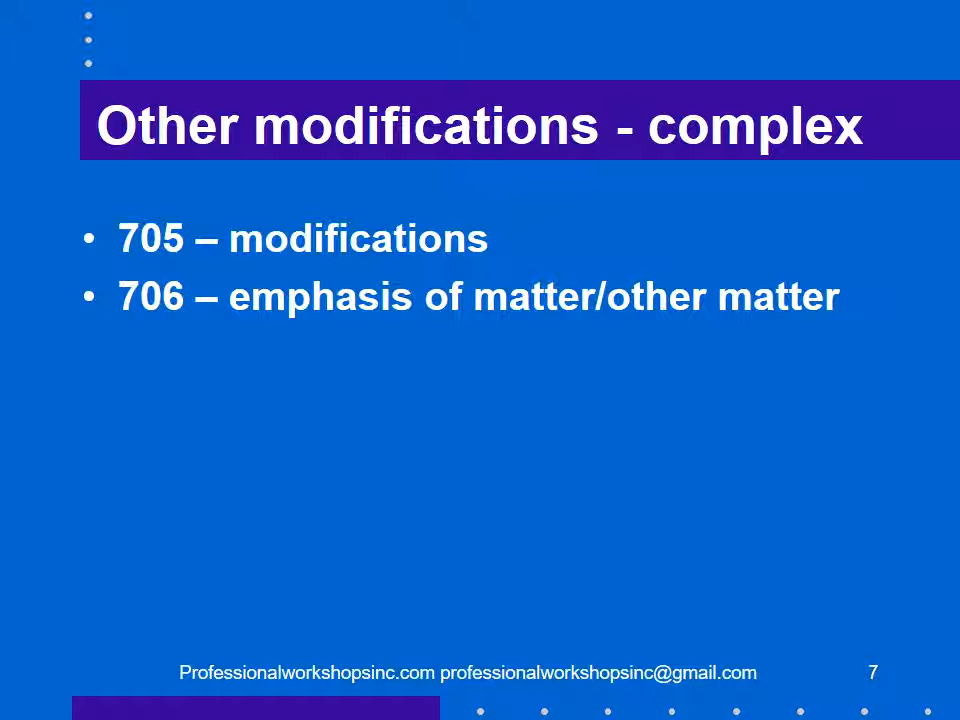 Other modifications - complex
• 705 – modifications
• 706 – emphasis of matter/other matter
Professionalworkshopsinc.com professionalworkshopsinc@gmail.com 7